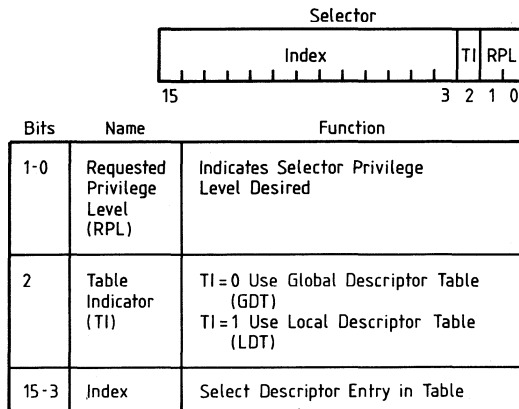 Selector
Index TI RPL
15 3 2 1 0
Bits Name Function
1-0 Requested Privilege Level (RPL) Indicates Selector Privilege Level Desired
2 Table Indicator (TI) TI=0 Use Global Descriptor Table (GDT) TI=1 Use Local Descriptor Table (LDT)
15-3 Index Select Descriptor Entry in Table